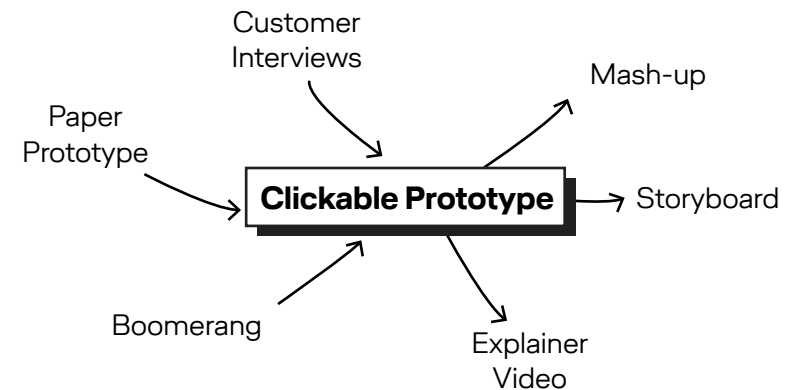 Customer
Interviews
Mash-up
Paper
Prototype
Clickable Prototype
Storyboard
Boomerang
Explainer
Video